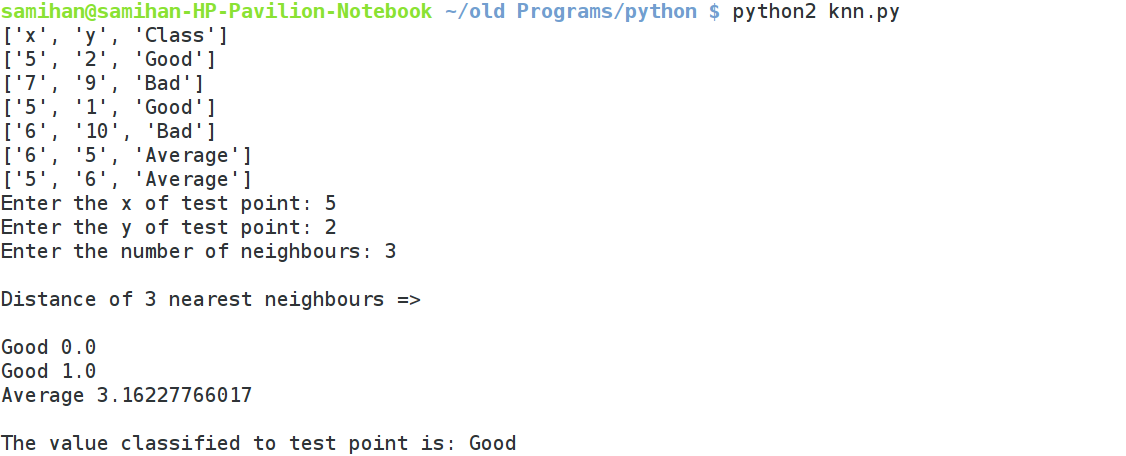 samihan@samihan-HP-Pavilion-Notebook ~/old Programs/python $ python2 knn.py
['x', 'y', 'Class']
['5', '2', 'Good']
['7', '9', 'Bad']
['5', '1', 'Good']
['6', '10', 'Bad']
['6', '5', 'Average']
['5', '6', 'Average']
Enter the x of test point: 5
Enter the y of test point: 2
Enter the number of neighbours: 3
Distance of 3 nearest neighbours =>
Good 0.0
Good 1.0
Average 3.16227766017
The value classified to test point is: Good